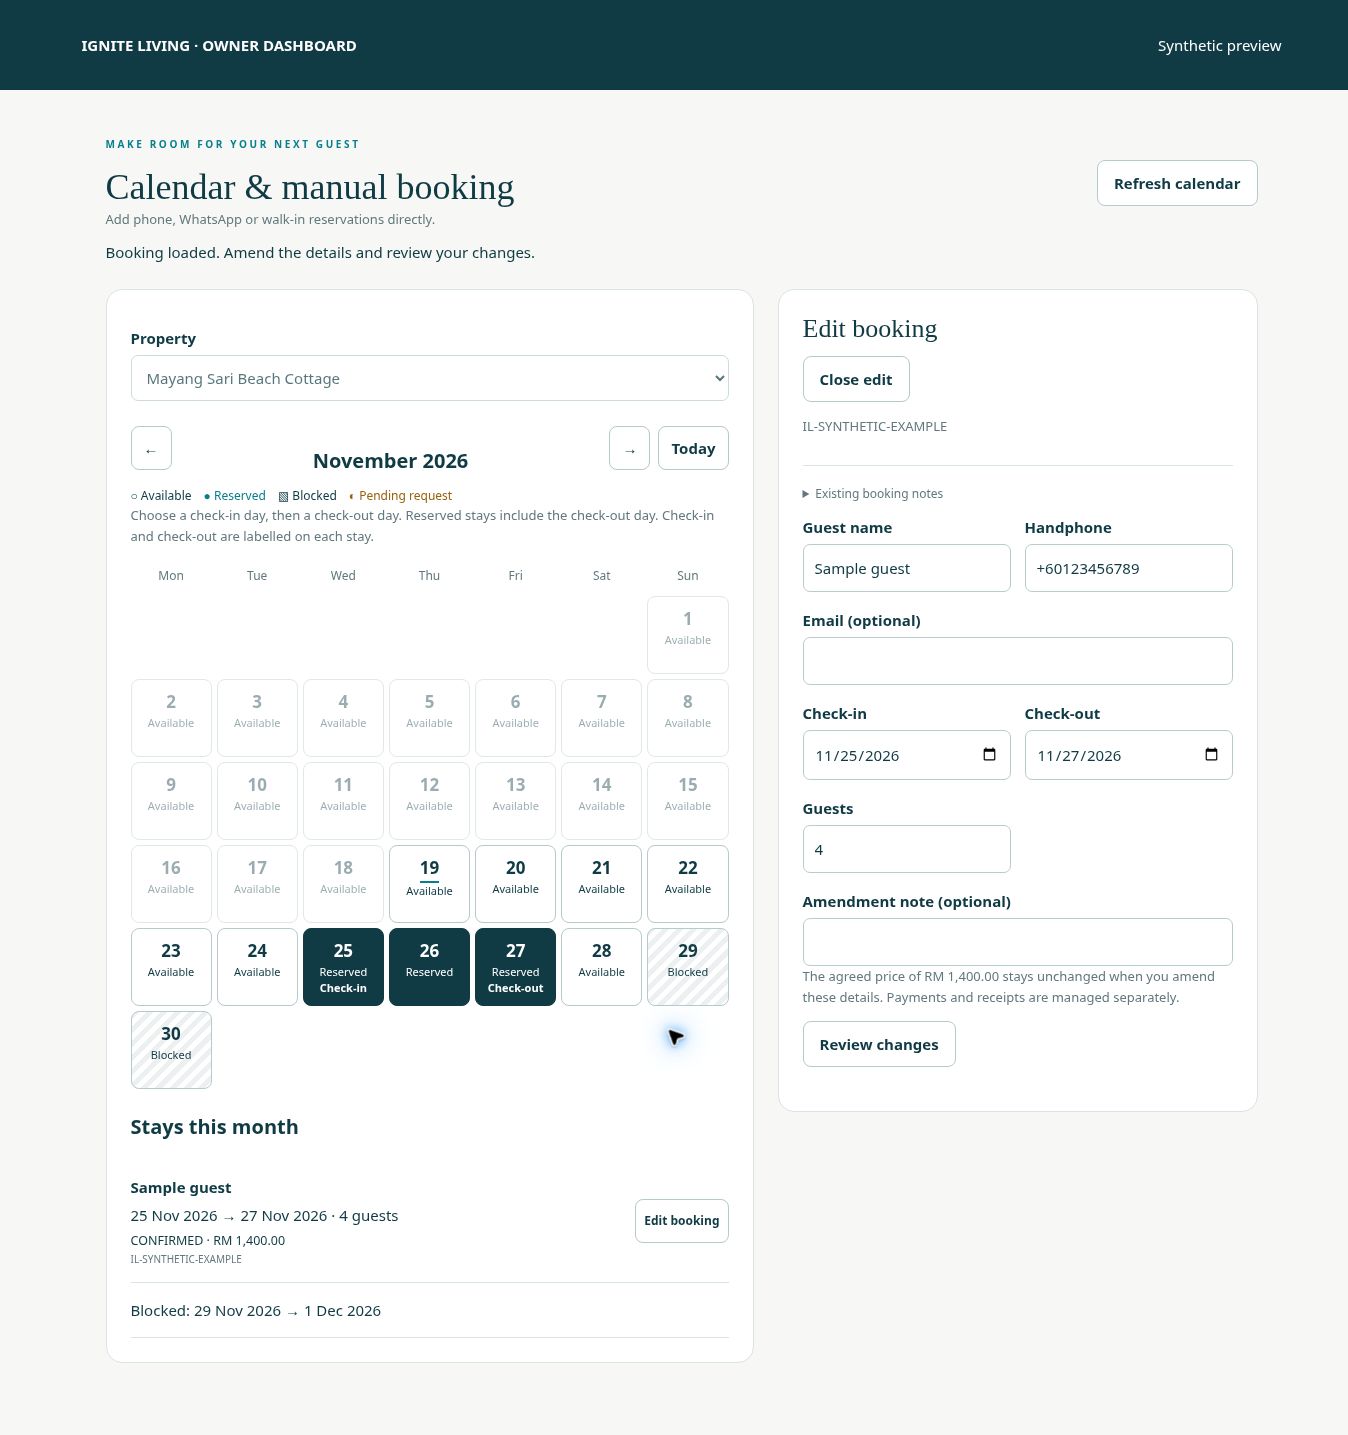 IGNITE LIVING · OWNER DASHBOARD
Synthetic preview
MAKE ROOM FOR YOUR NEXT GUEST
Calendar & manual booking
Refresh calendar
Add phone, WhatsApp or walk-in reservations directly.
Booking loaded. Amend the details and review your changes.
Property
Mayang Sari Beach Cottage
←
November 2026
→
Today
○ Available ● Reserved ▧ Blocked ◖ Pending request
Choose a check-in day, then a check-out day. Reserved stays include the check-out day. Check-in
and check-out are labelled on each stay.
Mon Tue Wed Thu Fri Sat Sun
1
Available
2 3 4 5 6 7 8
Available Available Available Available Available Available Available
9 10 11 12 13 14 15
Available Available Available Available Available Available Available
16 17 18 19 20 21 22
Available Available Available Available Available Available Available
23 24 25 26 27 28 29
Available Available Reserved Reserved Reserved Available Blocked
Check-in Check-out
30
Blocked
Stays this month
Sample guest
25 Nov 2026 → 27 Nov 2026 · 4 guests
CONFIRMED · RM 1,400.00
IL-SYNTHETIC-EXAMPLE
Edit booking
Blocked: 29 Nov 2026 → 1 Dec 2026
Edit booking
Close edit
IL-SYNTHETIC-EXAMPLE
▶ Existing booking notes
Guest name Handphone
Sample guest +60123456789
Email (optional)
Check-in Check-out
11/25/2026 11/27/2026
Guests
4
Amendment note (optional)
The agreed price of RM 1,400.00 stays unchanged when you amend
these details. Payments and receipts are managed separately.
Review changes